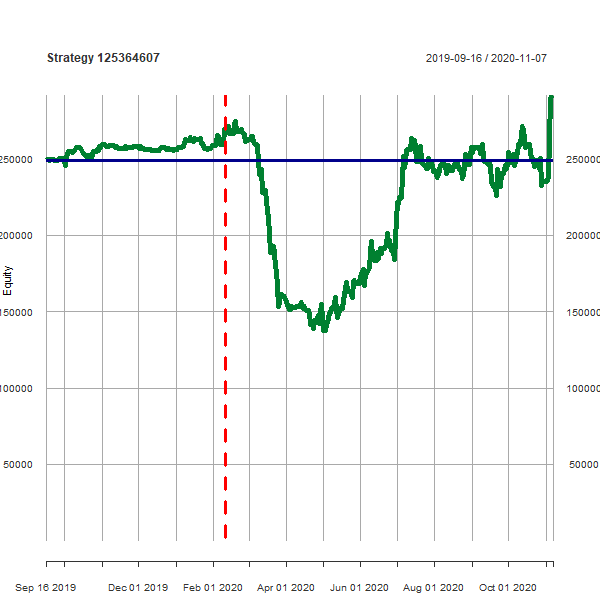 Strategy 125364607
2019-09-16 / 2020-11-07
250000
250000
200000
200000
Equity
150000
150000
100000
100000
50000
50000
Sep 16 2019
Dec 01 2019
Feb 01 2020
Apr 01 2020
Jun 01 2020
Aug 01 2020
Oct 01 2020